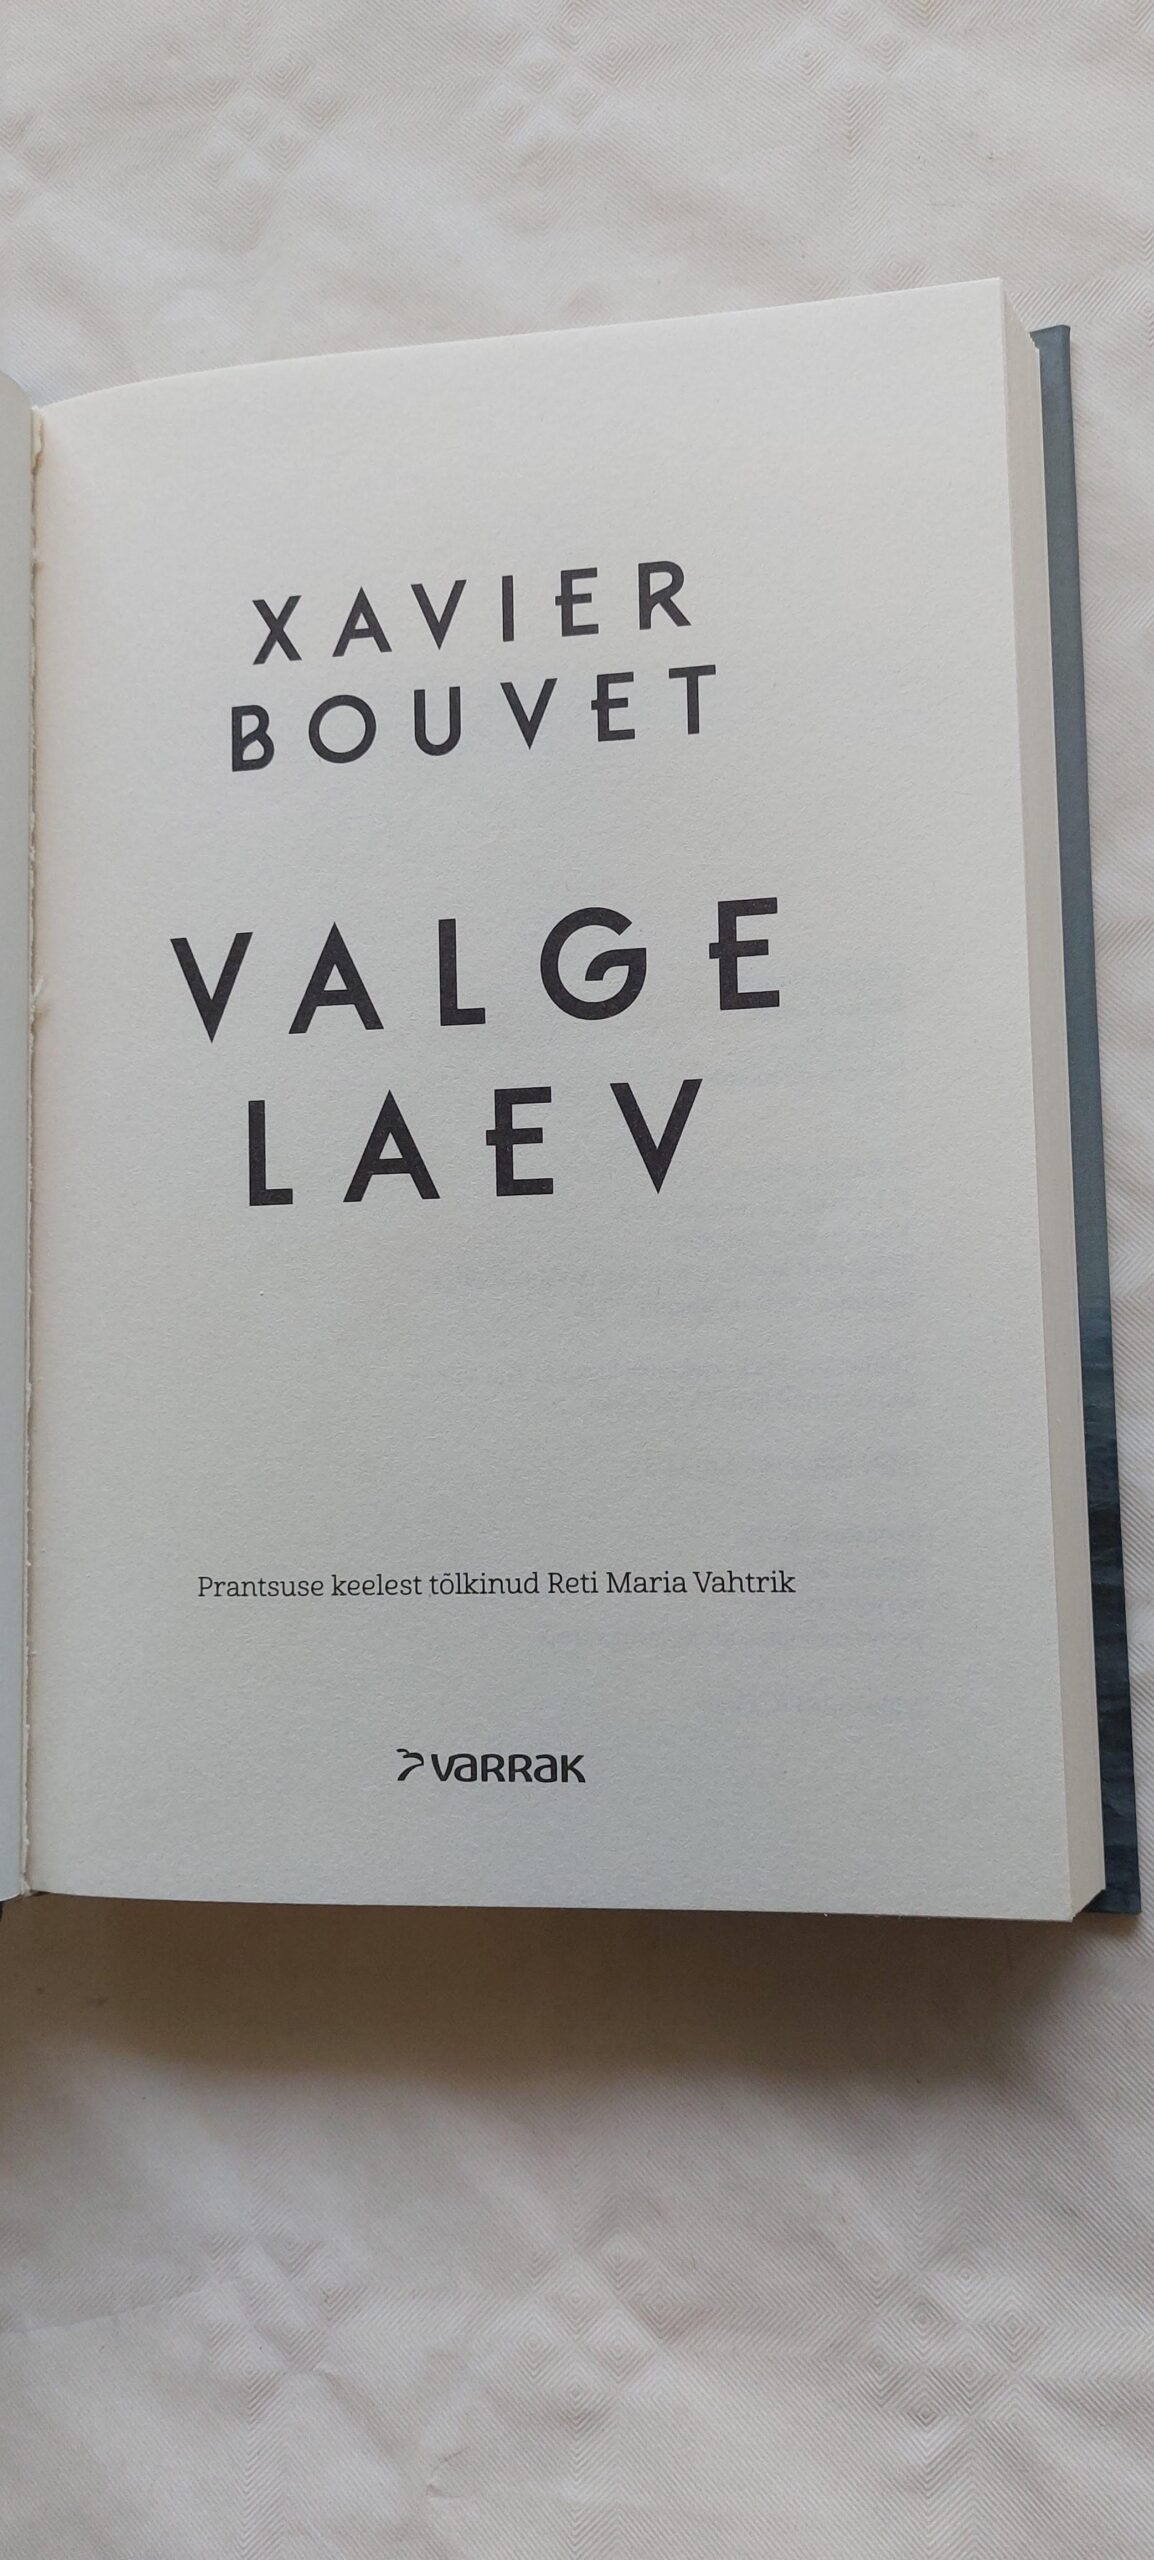 XAVIER
BOUVET
VALGE
LAEV
Prantsuse keelest tõlkinud Reti Maria Vahtrik
VARRAK